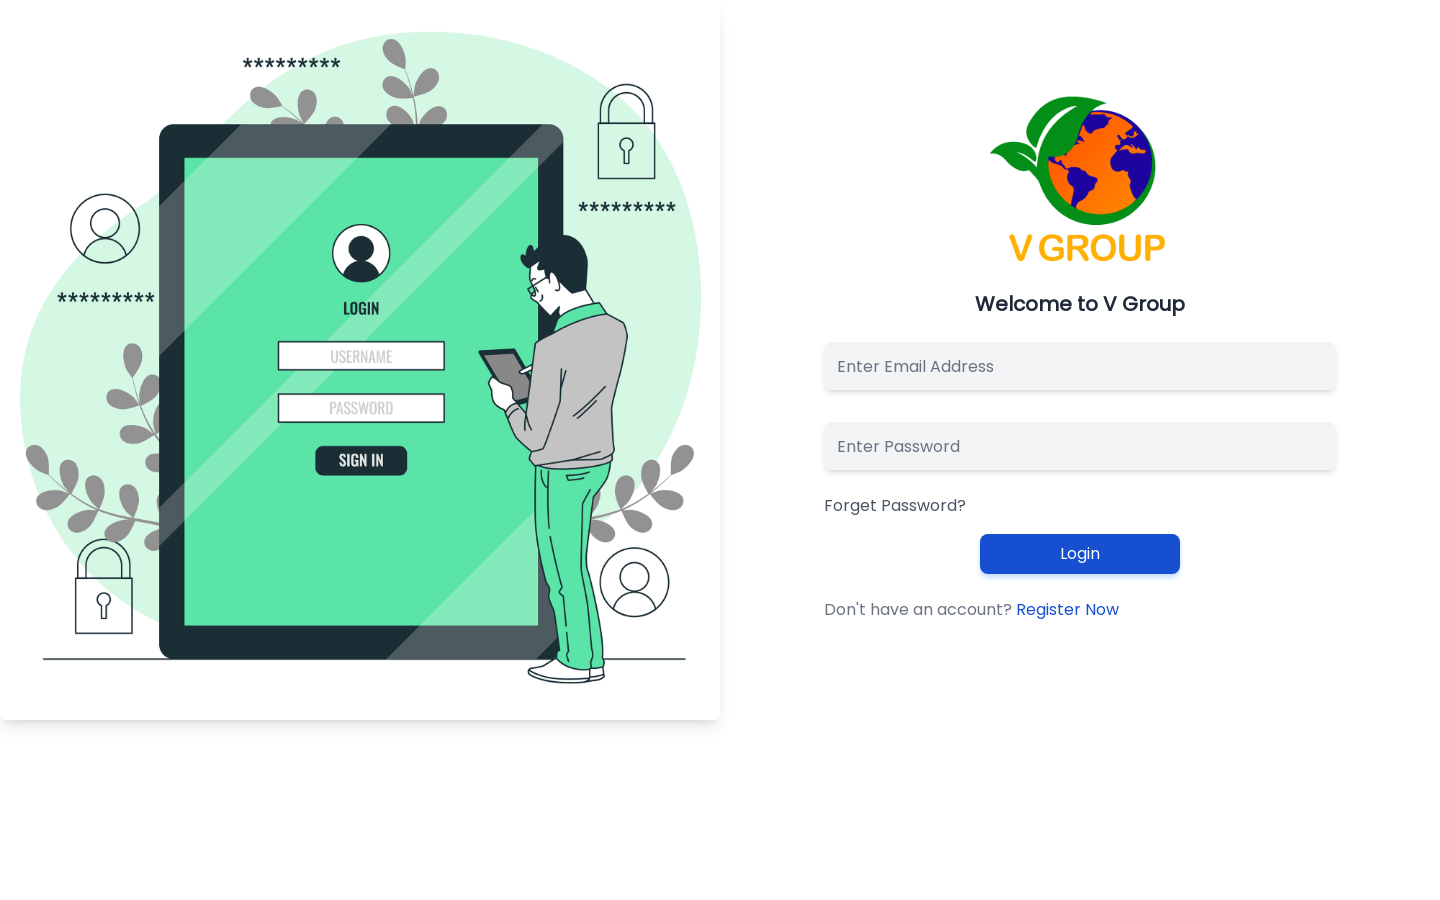 *********
*********
*********
LOGIN
USERNAME
PASSWORD
SIGN IN
V GROUP
Welcome to V Group
Enter Email Address
Enter Password
Forget Password?
Login
Don't have an account? Register Now